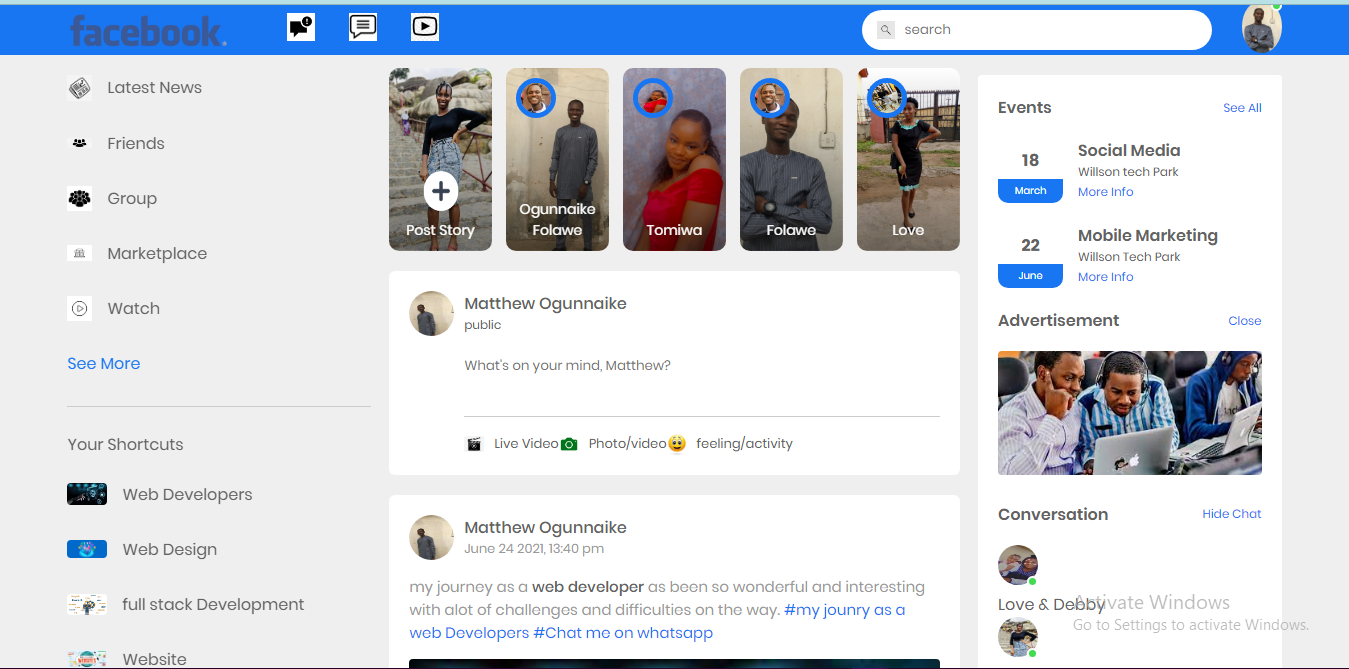 facebook.
search
Latest News
Friends
Group
Marketplace
Watch
See More
Your Shortcuts
Web Developers
Web Design
full stack Development
Website
Post Story
Ogunnaike
Folawe
Tomiwa
Folawe
Love
Matthew Ogunnaike
public
What's on your mind, Matthew?
Live Video
Photo/video
feeling/activity
Matthew Ogunnaike
June 24 2021, 13:40 pm
my journey as a web developer as been so wonderful and interesting
with alot of challenges and difficulties on the way. #my jounry as a
web Developers #Chat me on whatsapp
Events
See All
18
March
Social Media
Willson tech Park
More Info
22
June
Mobile Marketing
Willson Tech Park
More Info
Advertisement
Close
Conversation
Hide Chat
Love & Debby
Activate Windows
Go to Settings to activate Windows.